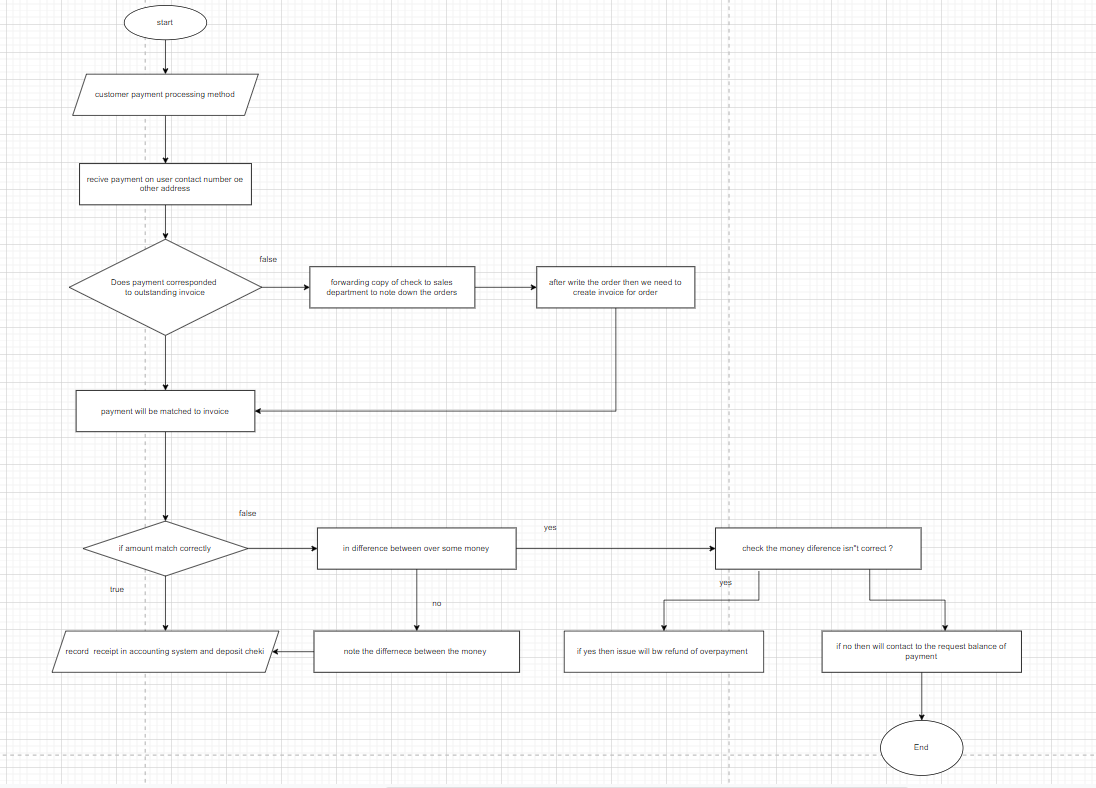 start
customer payment processing method
recive payment on user contact number oe
other address
false
Does payment corresponded
to outstanding invoice
forwarding copy of check to sales
department to note down the orders
after write the order then we need to
create invoice for order
payment will be matched to invoice
false
if amount match correctly
in difference between over some money
yes
check the money diference isn"t correct ?
true
yes
no
record receipt in accounting system and deposit cheki
note the differnece between the money
if yes then issue will bw refund of overpayment
if no then will contact to the request balance of
payment
End